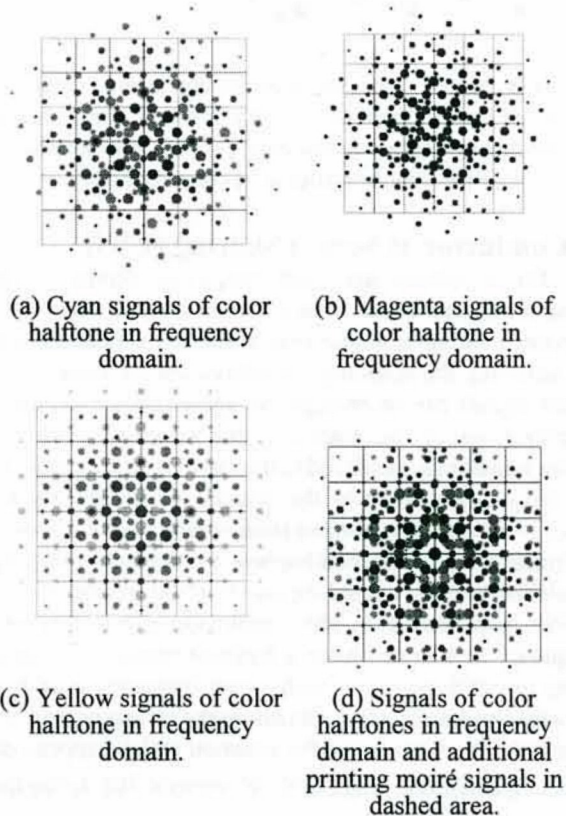 (a) Cyan signals of color
halftone in frequency
domain.
(b) Magenta signals of
color halftone in
frequency domain.
(c) Yellow signals of color
halftone in frequency
domain.
(d) Signals of color
halftones in frequency
domain and additional
printing moiré signals in
dashed area.